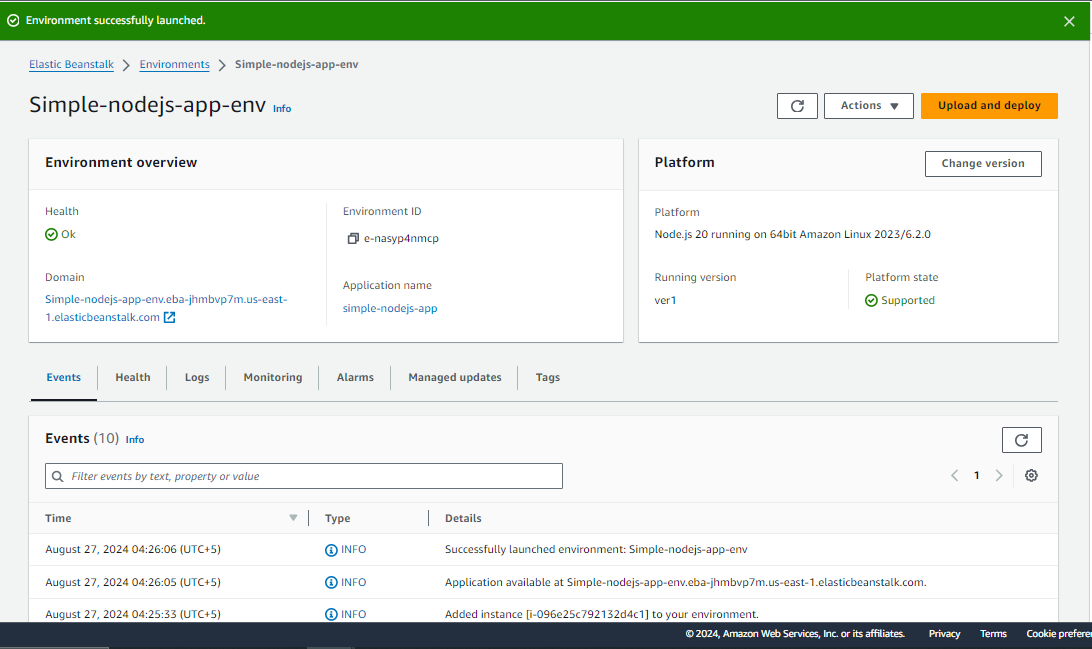 Environment successfully launched.
Elastic Beanstalk Environments Simple-nodejs-app-env
Simple-nodejs-app-env Info
Actions Upload and deploy
Environment overview
Health
Ok
Domain
Simple-nodejs-app-env.eba-jhmbvp7m.us-east-
1.elasticbeanstalk.com
Environment ID
e-nasyp4nmcp
Application name
simple-nodejs-app
Platform
Change version
Platform
Node.js 20 running on 64bit Amazon Linux 2023/6.2.0
Running version
ver1
Platform state
Supported
Events Health Logs Monitoring Alarms Managed updates Tags
Events (10) Info
Filter events by text, property or value
1
Time Type Details
August 27, 2024 04:26:06 (UTC+5) INFO Successfully launched environment: Simple-nodejs-app-env
August 27, 2024 04:26:05 (UTC+5) INFO Application available at Simple-nodejs-app-env.eba-jhmbvp7m.us-east-1.elasticbeanstalk.com.
August 27, 2024 04:25:33 (UTC+5) INFO Added instance [i-096e25c792132d4c1] to your environment.
© 2024, Amazon Web Services, Inc. or its affiliates. Privacy Terms Cookie prefere